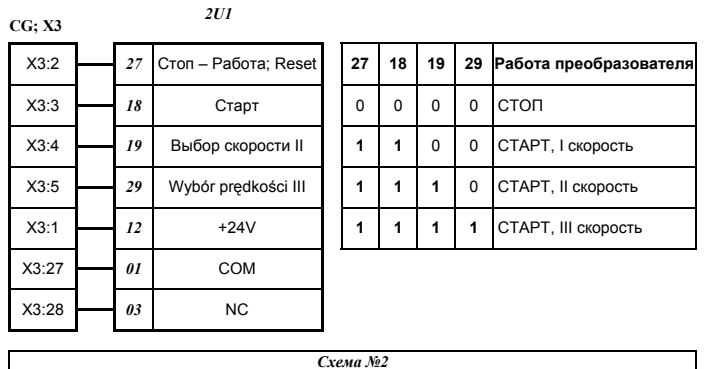 2U1
CG; X3
X3:2 27 Стоп – Работа; Reset
X3:3 18 Старт
X3:4 19 Выбор скорости II
X3:5 29 Wybór prędkości III
X3:1 12 +24V
X3:27 01 COM
X3:28 03 NC
27 18 19 29 Работа преобразователя
0 0 0 0 СТОП
1 1 0 0 СТАРТ, I скорость
1 1 1 0 СТАРТ, II скорость
1 1 1 1 СТАРТ, III скорость
Схема №2